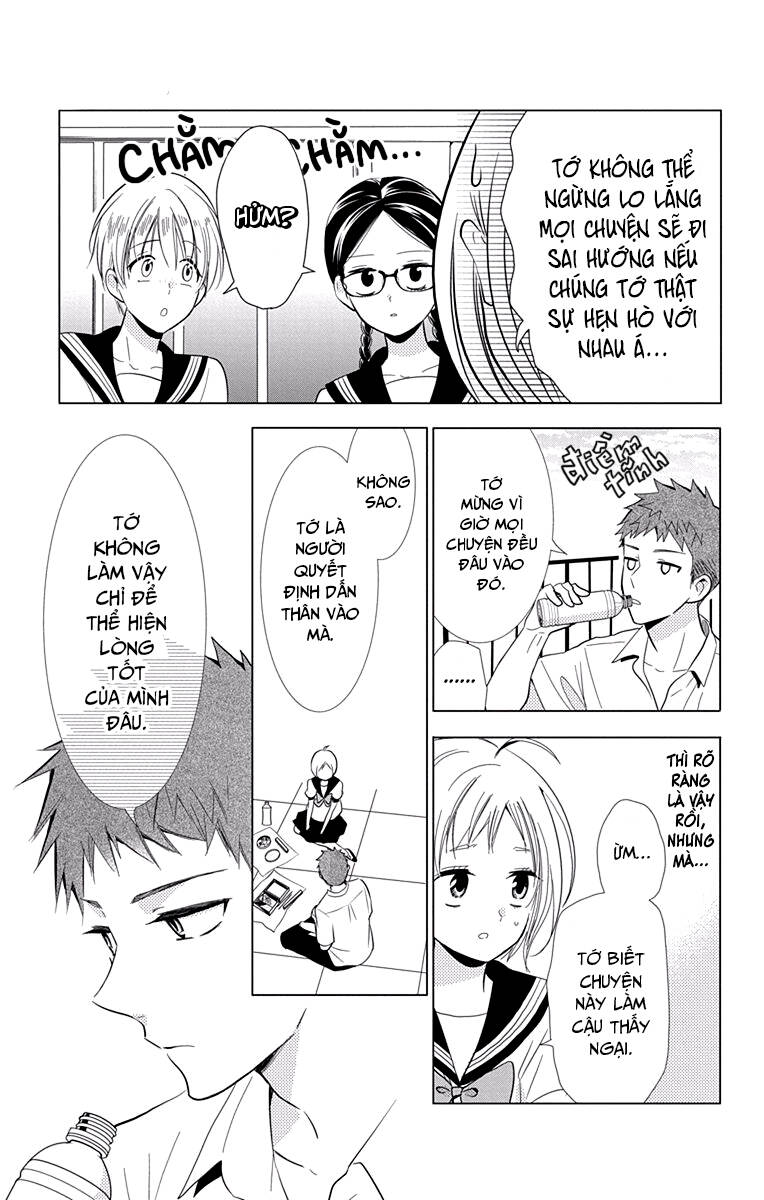 TỚ KHÔNG THỂ
NGỪNG LO LẮNG
MỌI CHUYỆN SẼ ĐI
SAI HƯỚNG NẾU
CHÚNG TỚ THẬT
SỰ HẸN HÒ VỚI
NHAU Á...
CHẰM CHẰM...
HỬM?
điềm
tĩnh
TỚ
MỪNG VÌ
GIỜ MỌI
CHUYỆN ĐỀU
ĐÂU VÀO
ĐÓ.
......
THÌ RÕ
RÀNG
LÀ VẬY
RỒI,
NHƯNG
MÀ...
ỪM...
TỚ BIẾT
CHUYỆN
NÀY LÀM
CẬU THẤY
NGẠI.
KHÔNG
SAO.
TỚ LÀ
NGƯỜI
QUYẾT
ĐỊNH DẤN
THÂN VÀO
MÀ.
TỚ
KHÔNG
LÀM VẬY
CHỈ ĐỂ
THỂ HIỆN
LÒNG
TỐT
CỦA MÌNH
ĐÂU.